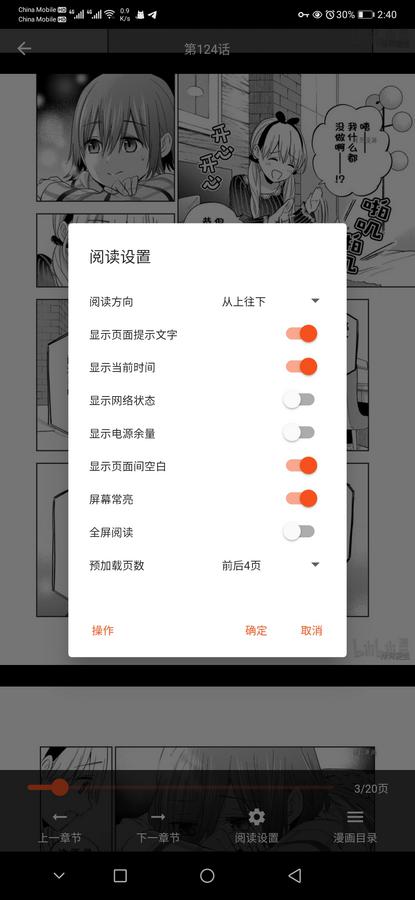 China Mobile HD
China Mobile HD
4G
4G
0.9
K/s
30%
2:40
第124话
开心
开心
咦
我什么都
没做啊
!?
啪
叽
啪
叽
阅读设置
阅读方向
从上往下
显示页面提示文字
显示当前时间
显示网络状态
显示电源余量
显示页面间空白
屏幕常亮
全屏阅读
预加载页数
前后4页
操作
确定
取消
bilibili
3/20页
上一章节
下一章节
阅读设置
漫画目录